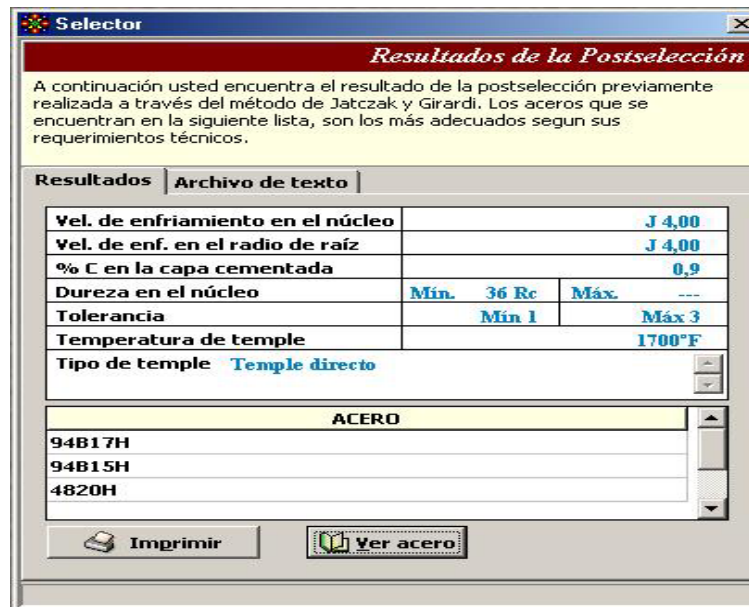 Selector
Resultados de la Postselección
A continuación usted encuentra el resultado de la postselección previamente
realizada a través del método de Jatczak y Girardi. Los aceros que se
encuentran en la siguiente lista, son los más adecuados segun sus
requerimientos técnicos.
Resultados Archivo de texto
Vel. de enfriamiento en el núcleo J 4,00
Vel. de enf. en el radio de raíz J 4,00
% C en la capa cementada 0,9
Dureza en el núcleo Mín. 36 Rc Máx. ---
Tolerancia Mín 1 Máx 3
Temperatura de temple 1700°F
Tipo de temple Temple directo
ACERO
94B17H
94B15H
4820H
Imprimir Ver acero